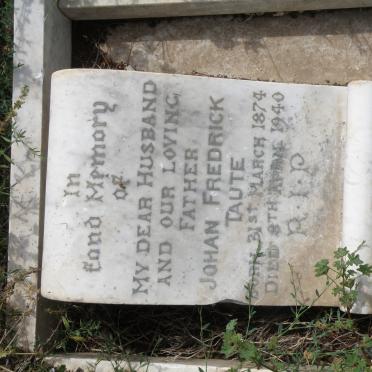 In
Fond Memory
of
MY DEAR HUSBAND
AND OUR LOVING
FATHER
JOHAN FREDRICK
TAUTE
BORN 31ST MARCH 1874
DIED 8TH APRIL 1940
R.I.P